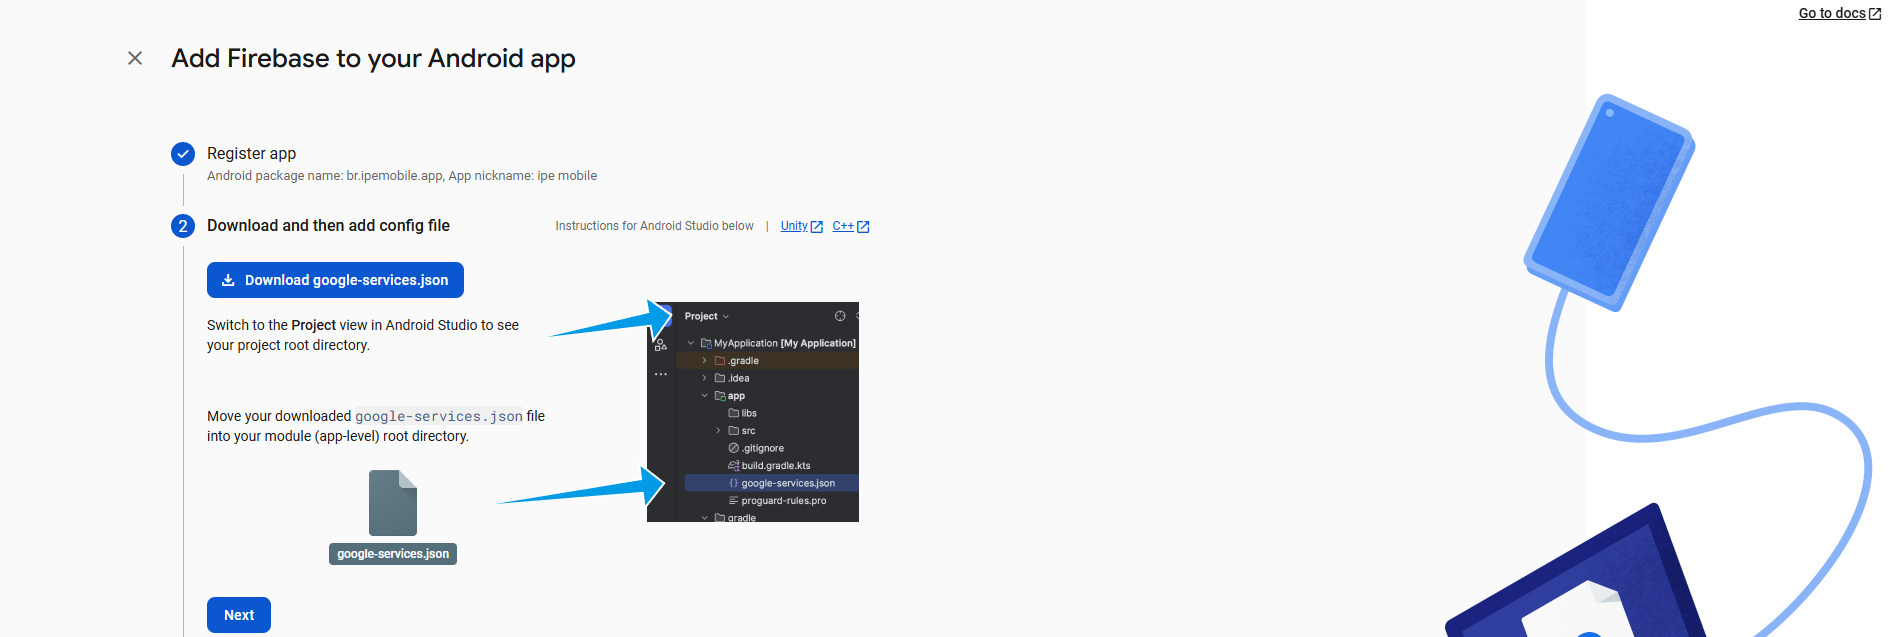 Go to docs
Add Firebase to your Android app
Register app
Android package name: br.ipemobile.app, App nickname: ipe mobile
2
Download and then add config file
Instructions for Android Studio below | Unity C++
Download google-services.json
Switch to the Project view in Android Studio to see
your project root directory.
Move your downloaded google-services.json file
into your module (app-level) root directory.
google-services.json
Project
MyApplication [My Application]
.gradle
.idea
app
libs
src
.gitignore
build.gradle.kts
google-services.json
proguard-rules.pro
gradle
Next